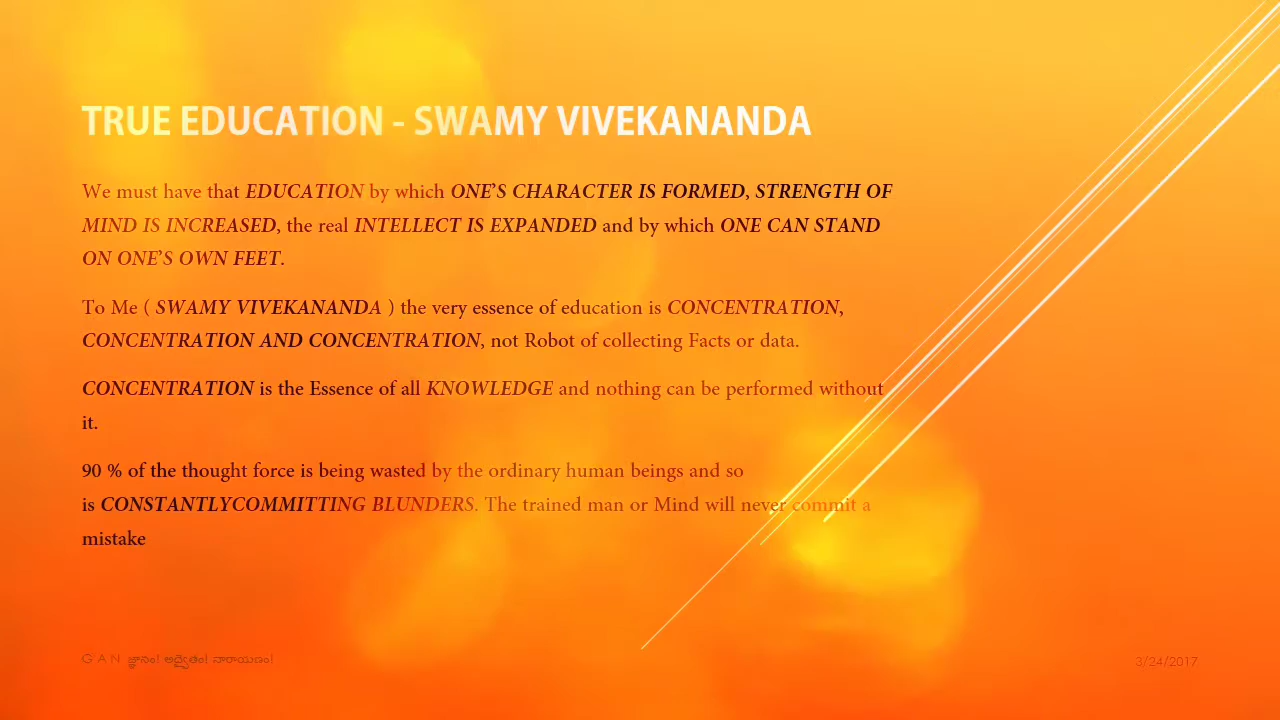 TRUE EDUCATION - SWAMY VIVEKANANDA
We must have that EDUCATION by which ONE’S CHARACTER IS FORMED, STRENGTH OF
MIND IS INCREASED, the real INTELLECT IS EXPANDED and by which ONE CAN STAND
ON ONE’S OWN FEET.
To Me ( SWAMY VIVEKANANDA ) the very essence of education is CONCENTRATION,
CONCENTRATION AND CONCENTRATION, not Robot of collecting Facts or data.
CONCENTRATION is the Essence of all KNOWLEDGE and nothing can be performed without
it.
90 % of the thought force is being wasted by the ordinary human beings and so
is CONSTANTLYCOMMITTING BLUNDERS. The trained man or Mind will never commit a
mistake
G A N జ్ఞానం! అద్వైతం! నారాయణం!
3/24/2017